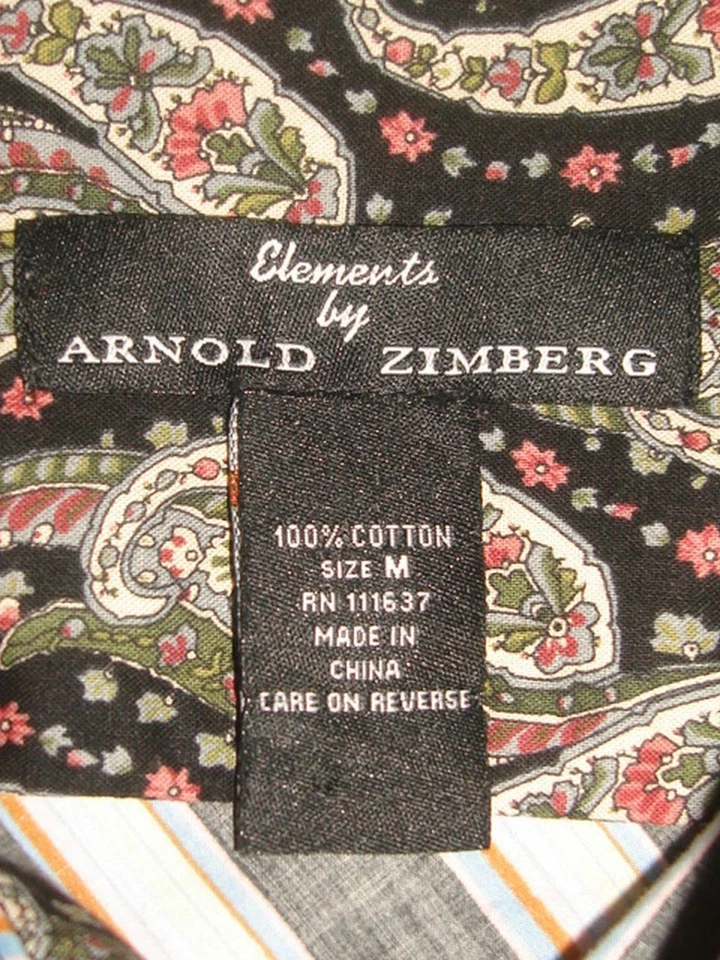 Elements
by
ARNOLD ZIMBERG
100% COTTON
SIZE M
RN 111637
MADE IN
CHINA
CARE ON REVERSE